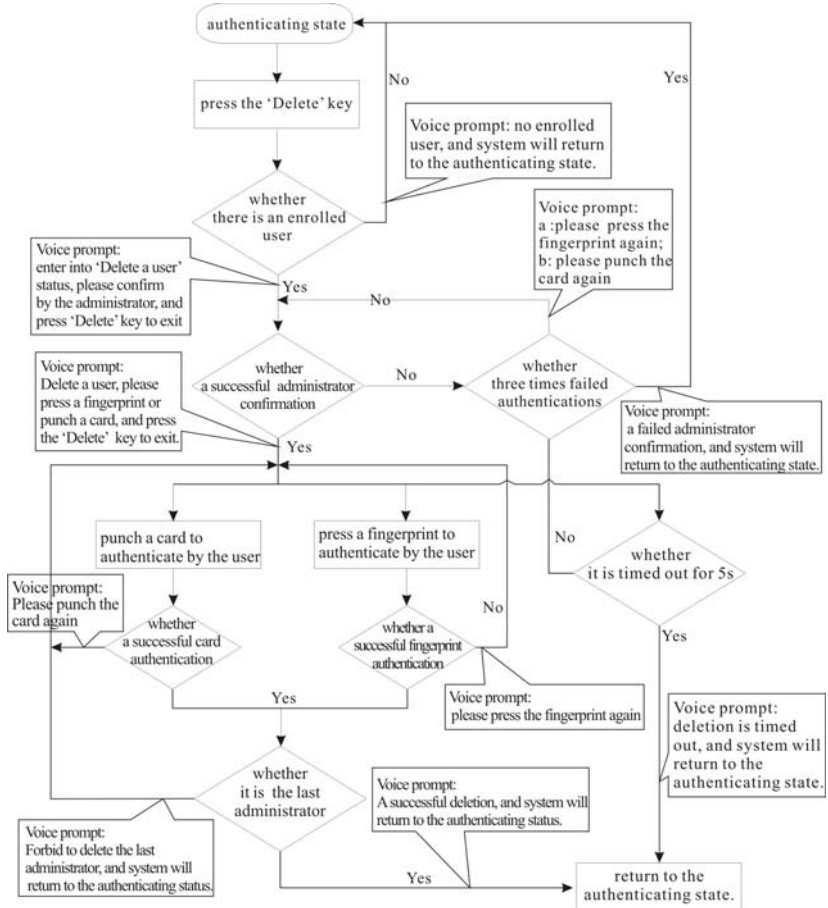 authenticating state
No
Yes
press the ‘Delete’ key
Voice prompt: no enrolled
user, and system will return
to the authenticating state.
whether
there is an enrolled
user
Voice prompt:
a :please press the
fingerprint again;
b: please punch the
card again
Voice prompt:
enter into ‘Delete a user’
status, please confirm
by the administrator, and
press ‘Delete’ key to exit
Yes
No
Voice prompt:
Delete a user, please
press a fingerprint or
punch a card, and press
the ‘Delete’ key to exit.
whether
a successful administrator
confirmation
No
whether
three times failed
authentications
Voice prompt:
a failed administrator
confirmation, and system will
return to the authenticating state.
Yes
punch a card to
authenticate by the user
press a fingerprint to
authenticate by the user
No
whether
it is timed out for 5s
Voice prompt:
Please punch the
card again
whether
a successful card
authentication
whether a
successful fingerprint
authentication
No
Yes
Yes
Voice prompt:
please press the fingerprint again
Voice prompt:
deletion is timed
out, and system will
return to the
authenticating state.
whether
it is the last
administrator
Voice prompt:
A successful deletion, and system will
return to the authenticating status.
Voice prompt:
Forbid to delete the last
administrator, and system will
return to the authenticating status.
Yes
return to the
authenticating state.